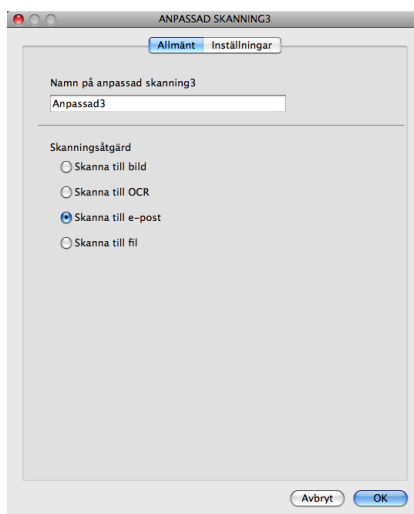 ANPASSAD SKANNING3
Allmänt Inställningar
Namn på anpassad skanning3
Anpassad3
Skanningsåtgärd
Skanna till bild
Skanna till OCR
Skanna till e-post
Skanna till fil
Avbryt OK